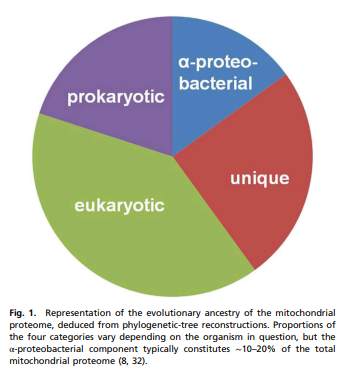 α-proteo-
bacterial
prokaryotic
unique
eukaryotic
Fig. 1. Representation of the evolutionary ancestry of the mitochondrial
proteome, deduced from phylogenetic-tree reconstructions. Proportions of
the four categories vary depending on the organism in question, but the
α-proteobacterial component typically constitutes ~10–20% of the total
mitochondrial proteome (8, 32).